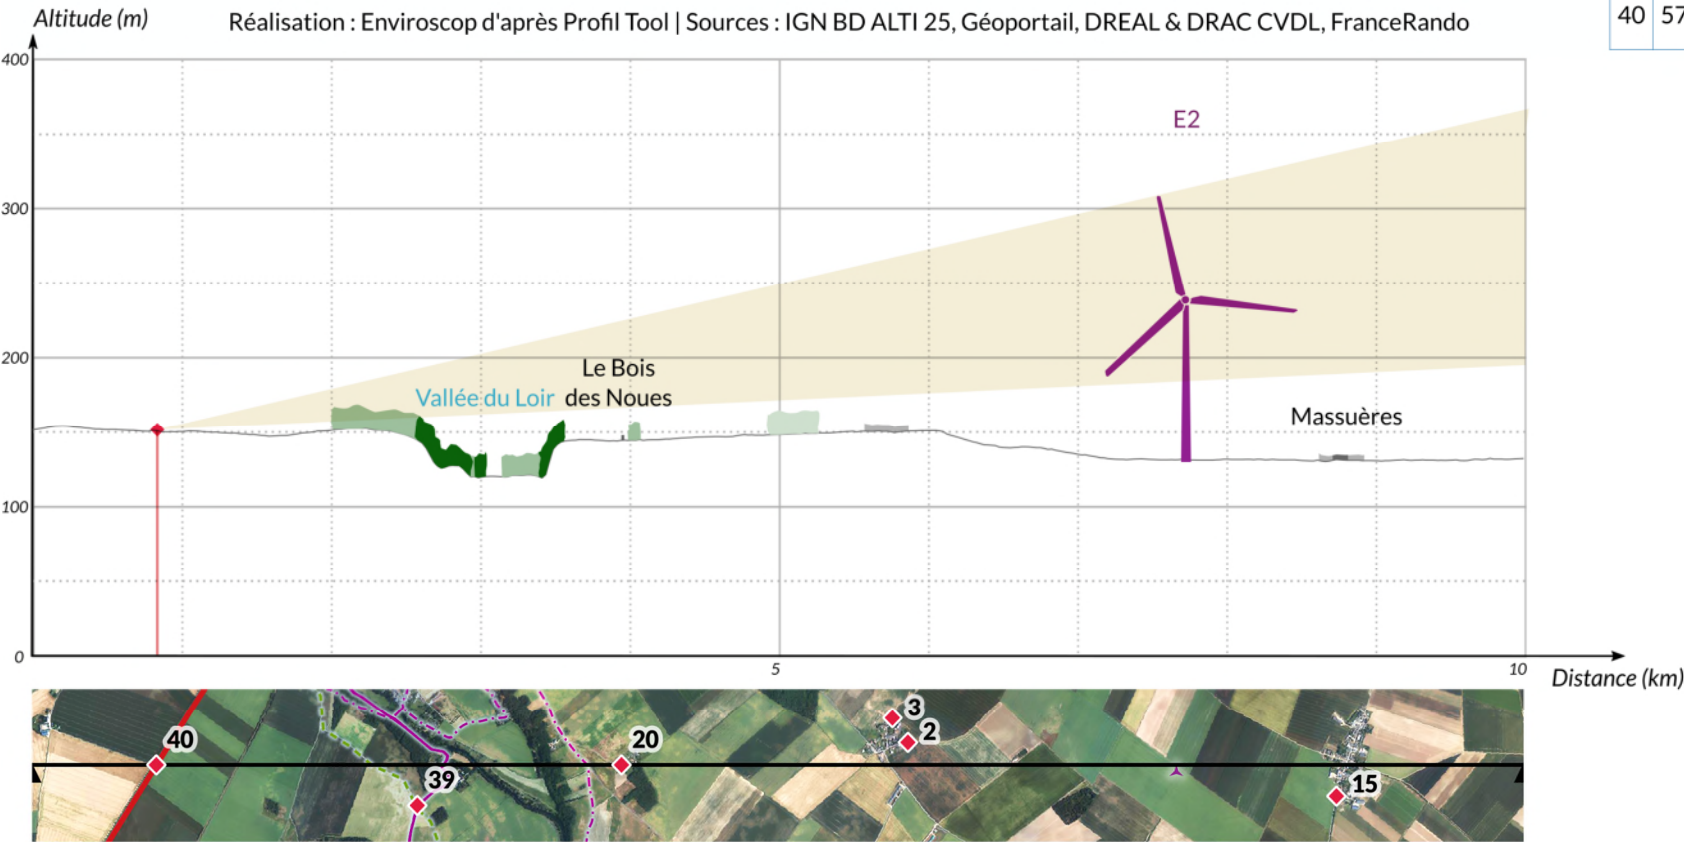 Altitude (m)
Réalisation : Enviroscop d'après Profil Tool | Sources : IGN BD ALTI 25, Géoportail, DREAL & DRAC CVDL, FranceRando
40 57
400
E2
300
200
Le Bois
Vallée du Loir des Noues
Massuères
100
0
5
10
Distance (km)
3
40
20
2
39
15